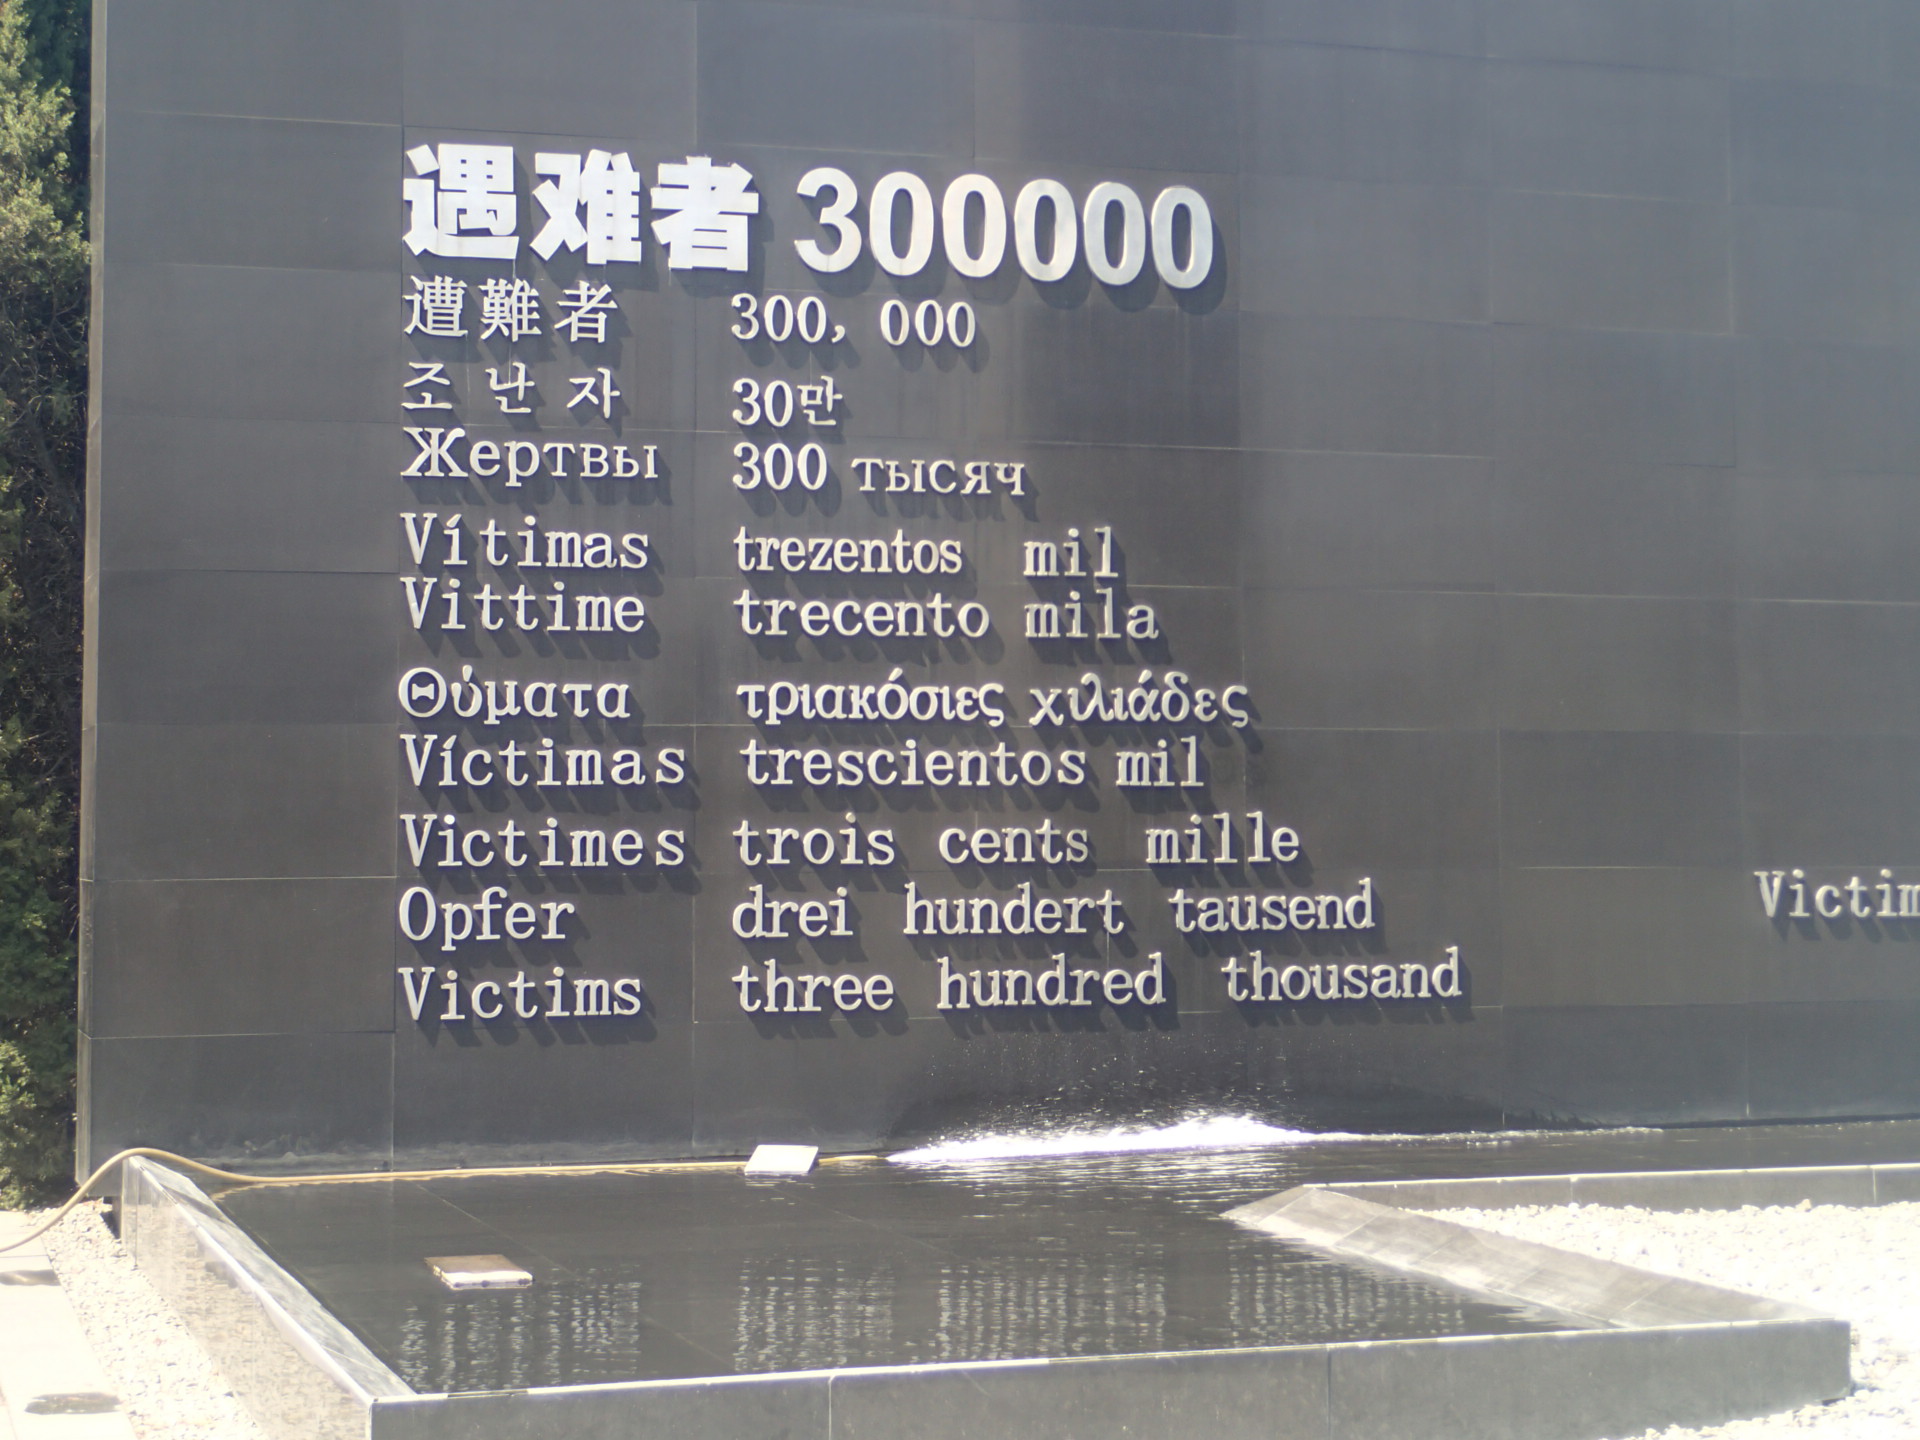 遇难者 300000
遭難者 300, 000
조난자 30만
Жертвы 300 тысяч
Vítimas trezentos mil
Vittime trecento mila
Θύματα τριακόσιες χιλιάδες
Víctimas trescientos mil
Victimes trois cents mille
Opfer drei hundert tausend
Victims three hundred thousand
Victim